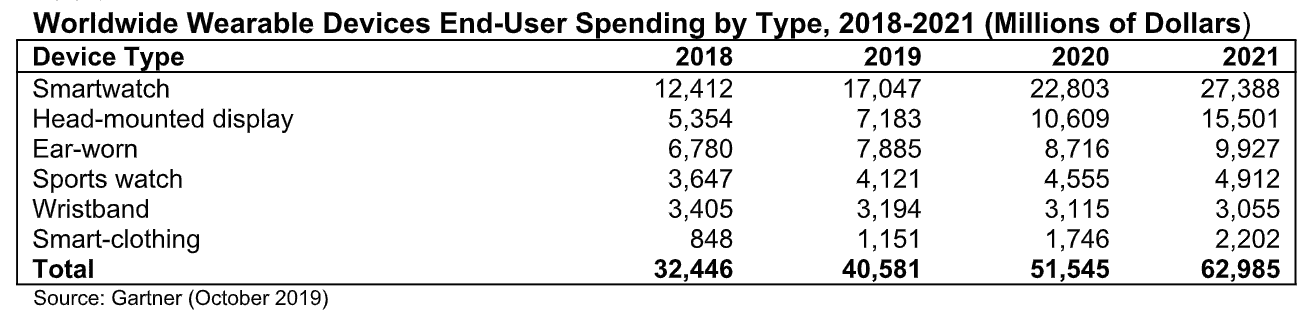 Worldwide Wearable Devices End-User Spending by Type, 2018-2021 (Millions of Dollars)
Device Type 2018 2019 2020 2021
Smartwatch 12,412 17,047 22,803 27,388
Head-mounted display 5,354 7,183 10,609 15,501
Ear-worn 6,780 7,885 8,716 9,927
Sports watch 3,647 4,121 4,555 4,912
Wristband 3,405 3,194 3,115 3,055
Smart-clothing 848 1,151 1,746 2,202
Total 32,446 40,581 51,545 62,985
Source: Gartner (October 2019)